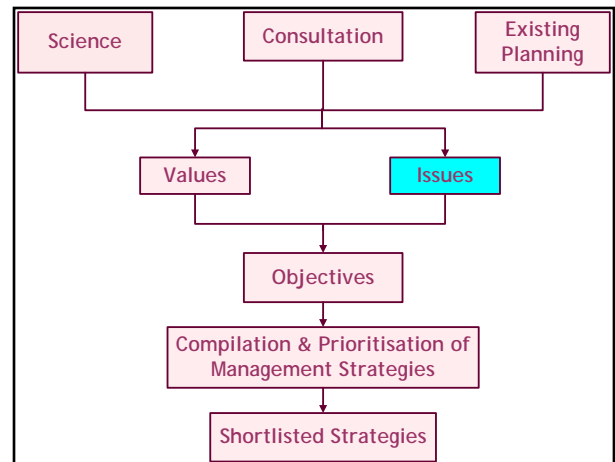 Science
Consultation
Existing
Planning
Values
Issues
Objectives
Compilation & Prioritisation of
Management Strategies
Shortlisted Strategies